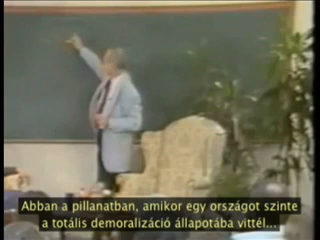 Abban a pillanatban, amikor egy országot szinte
a totális demoralizáció állapotába vittél...